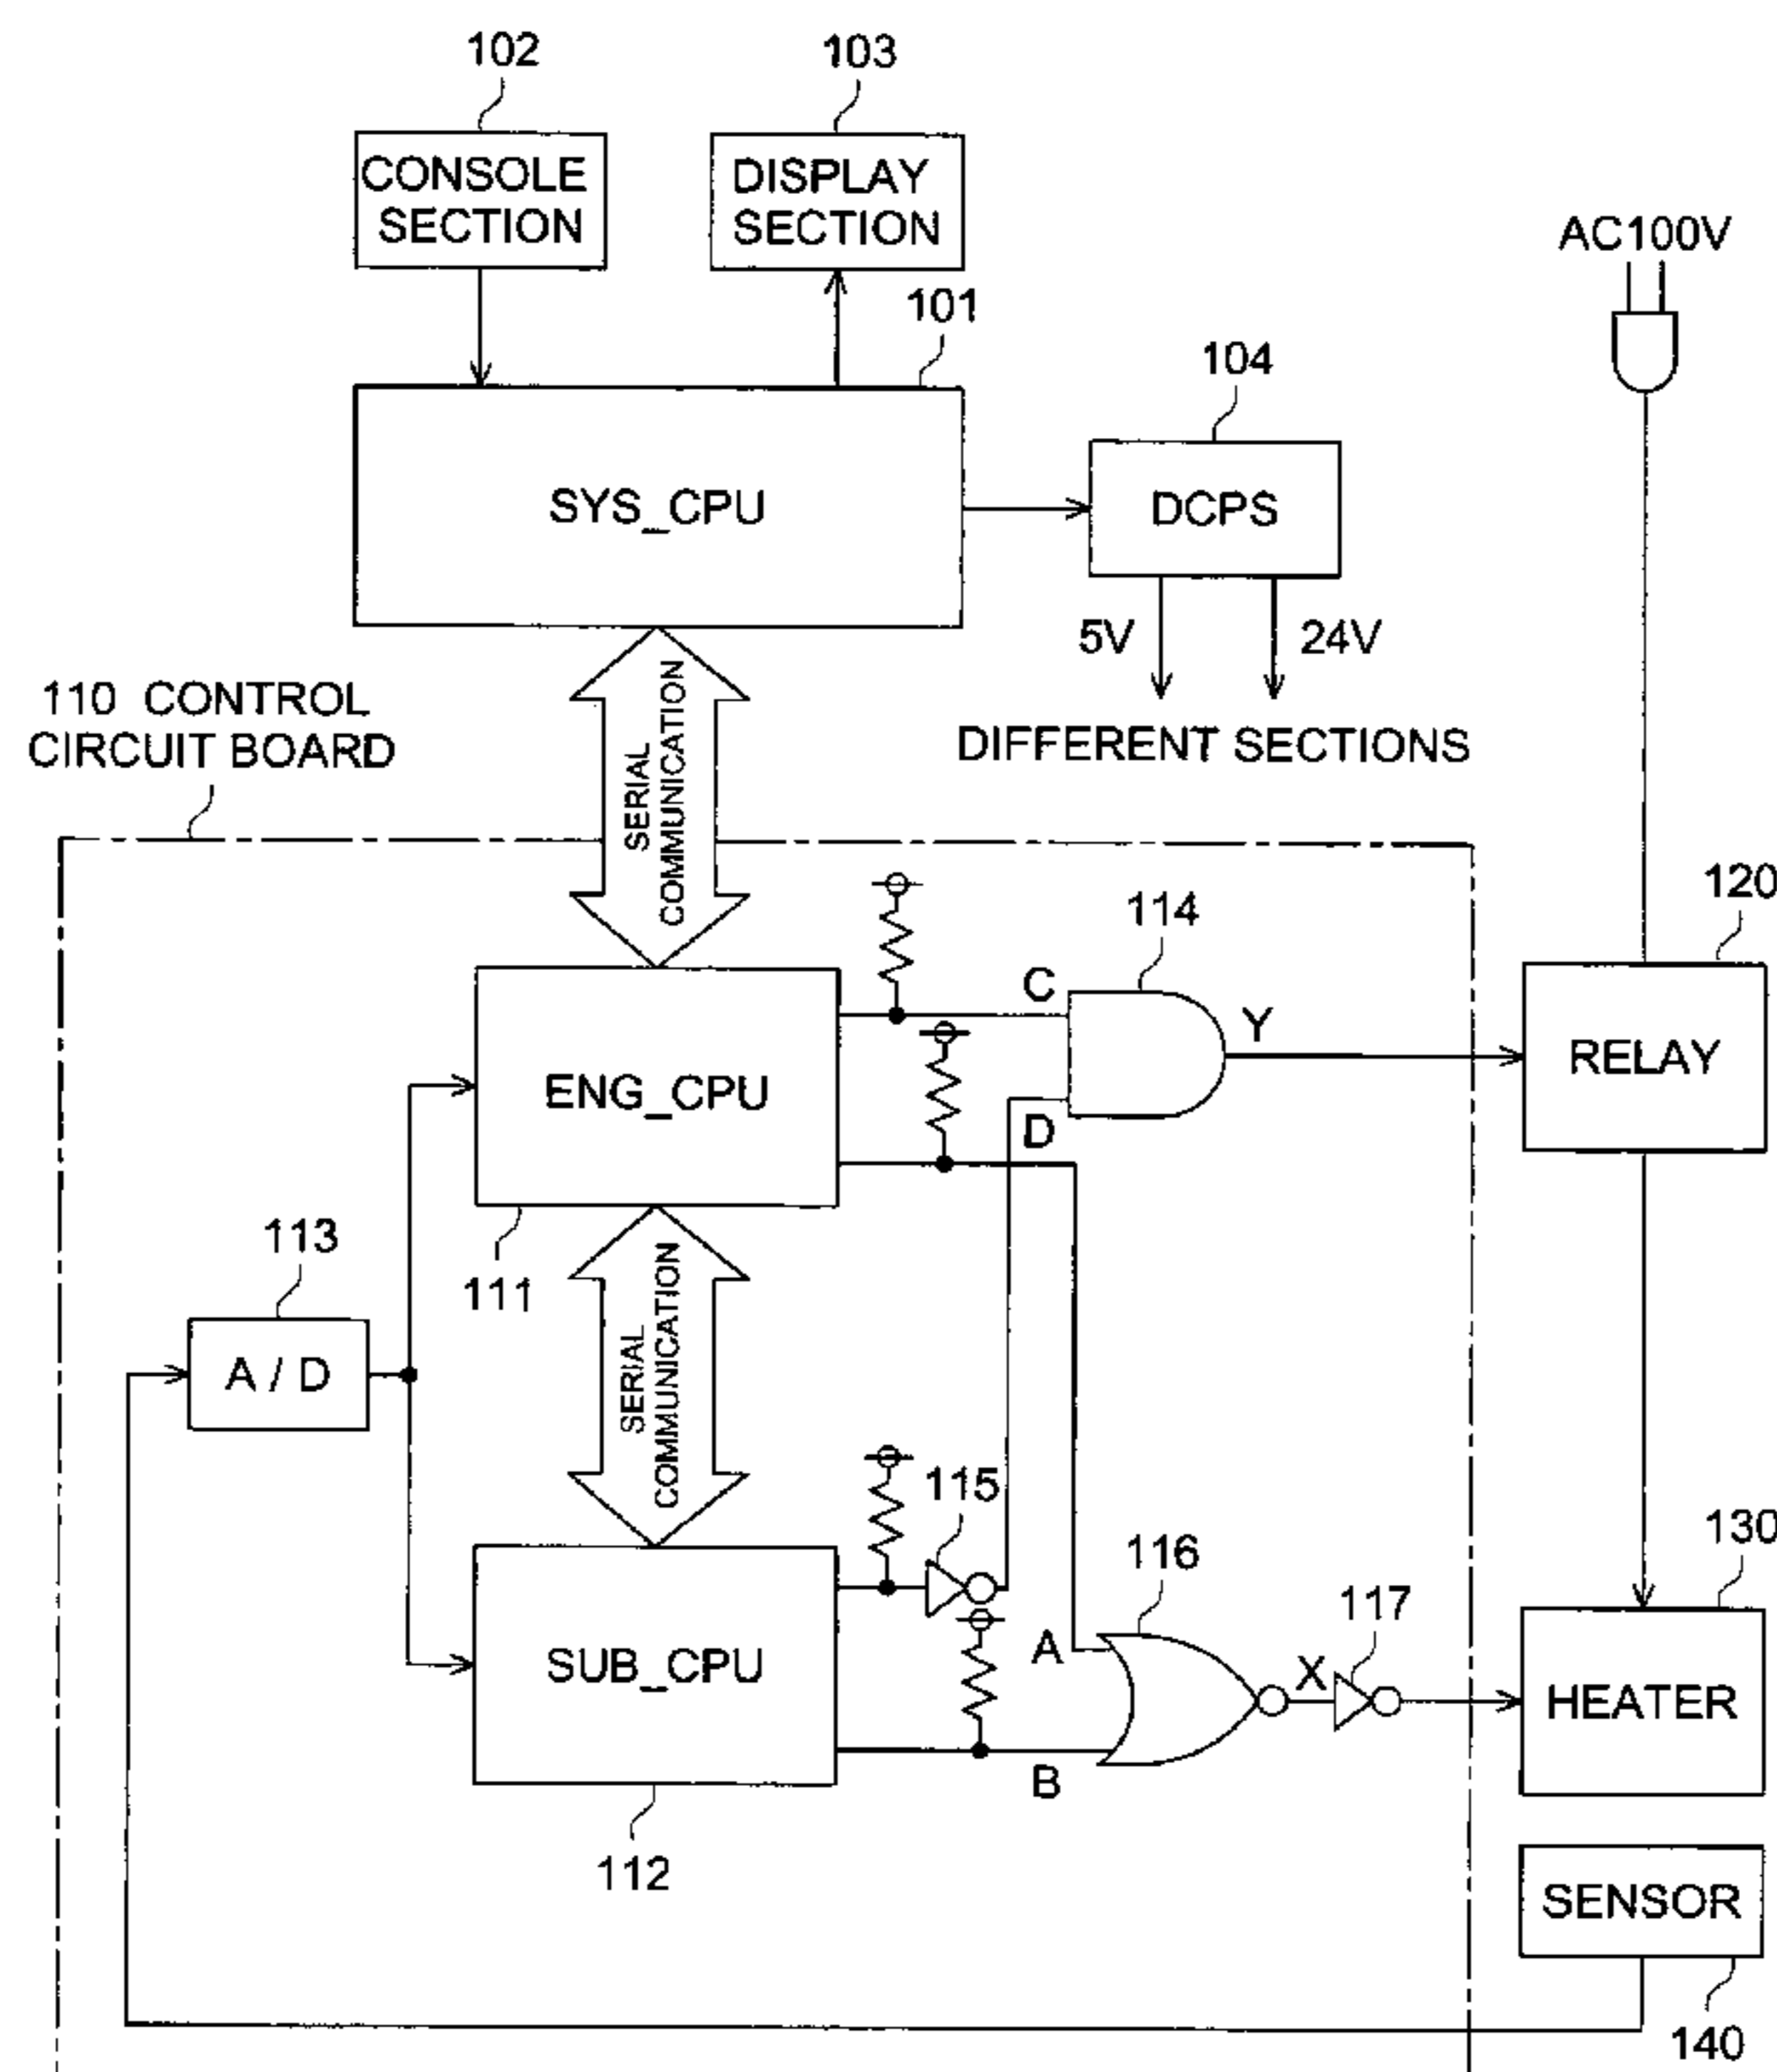 102
103
CONSOLE
SECTION
DISPLAY
SECTION
AC100V
101
104
SYS_CPU
DCPS
5V
24V
DIFFERENT SECTIONS
110 CONTROL
CIRCUIT BOARD
SERIAL
COMMUNICATION
120
114
C
Y
RELAY
ENG_CPU
D
113
111
A / D
SERIAL
COMMUNICATION
115
116
117
130
A
X
SUB_CPU
HEATER
B
112
SENSOR
140